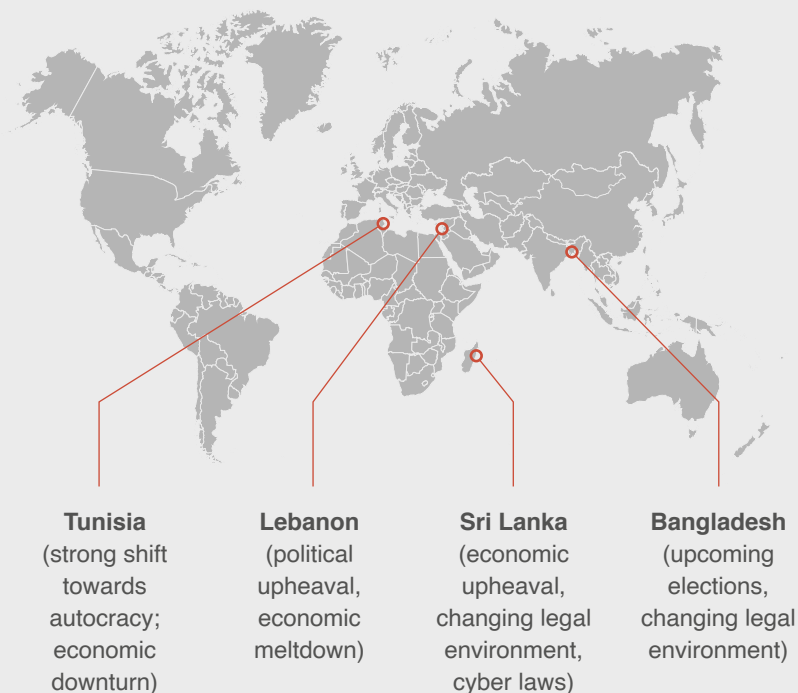 Tunisia
(strong shift
towards
autocracy;
economic
downturn)
Lebanon
(political
upheaval,
economic
meltdown)
Sri Lanka
(economic
upheaval,
changing legal
environment,
cyber laws)
Bangladesh
(upcoming
elections,
changing legal
environment)